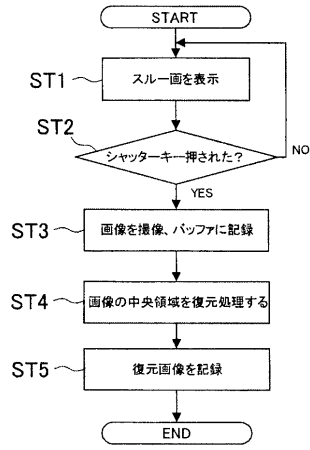 START
ST1
スルー画を表示
ST2
シャッターキー押された?
NO
YES
ST3
画像を撮像、バッファに記録
ST4
画像の中央領域を復元処理する
ST5
復元画像を記録
END